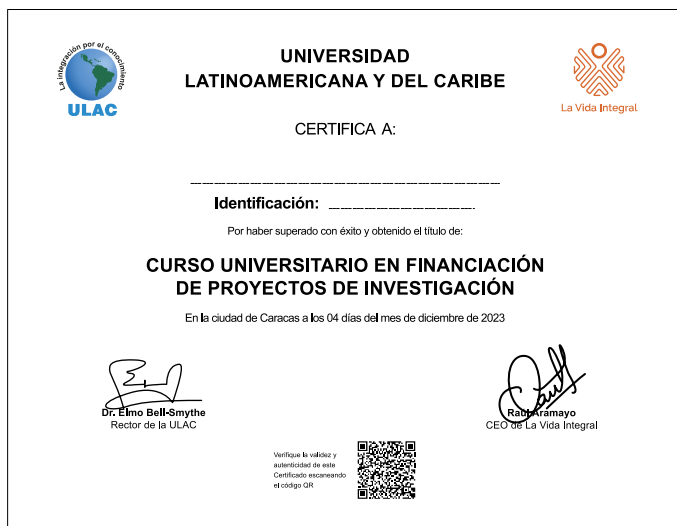 La integración por el conocimiento
ULAC
UNIVERSIDAD
LATINOAMERICANA Y DEL CARIBE
La Vida Integral
CERTIFICA A:
Identificación:
Por haber superado con éxito y obtenido el título de:
CURSO UNIVERSITARIO EN FINANCIACIÓN
DE PROYECTOS DE INVESTIGACIÓN
En la ciudad de Caracas a los 04 días del mes de diciembre de 2023
Dr. Elmo Bell-Smythe
Rector de la ULAC
Raúl Aramayo
CEO de La Vida Integral
Verifique la validez y
autenticidad de este
Certificado escaneando
el código QR